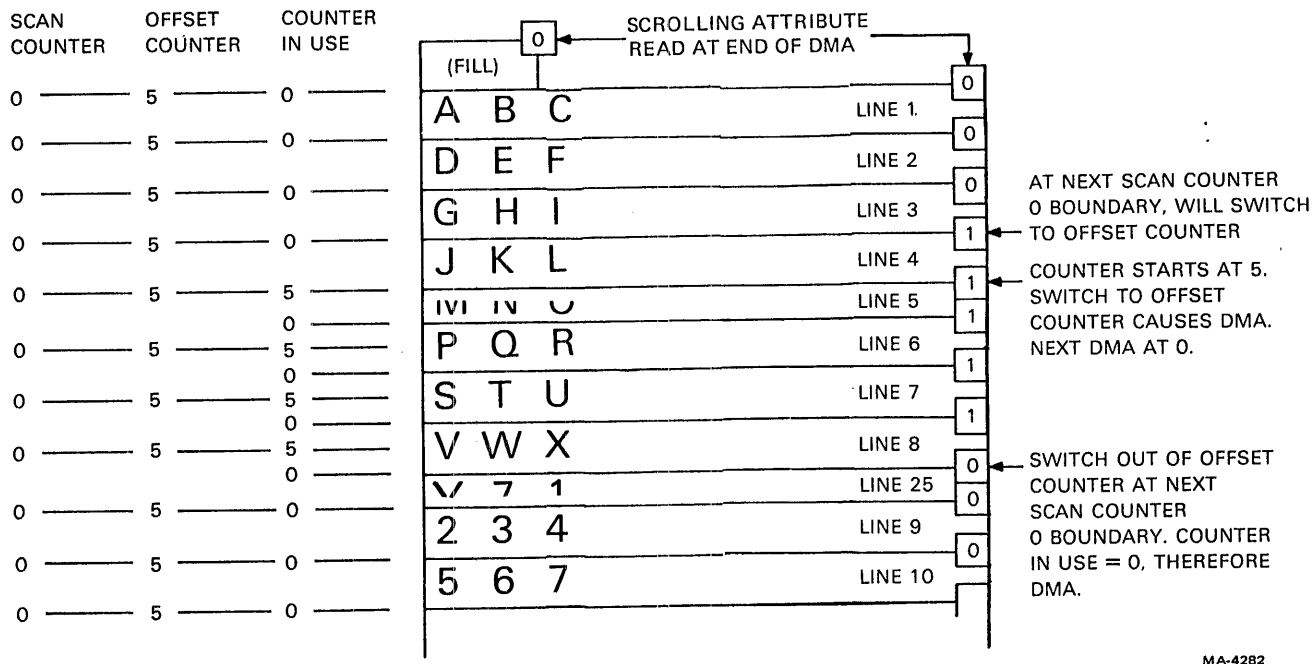 SCAN COUNTER
OFFSET COUNTER
COUNTER IN USE
0 5 0
0 5 0
0 5 0
0 5 0
0 5 5
0
0 5 5
0
0 5 5
0
0 5 5
0
0 5 0
0 5 0
0 5 0
0
SCROLLING ATTRIBUTE
READ AT END OF DMA
(FILL)
0
A B C LINE 1.
0
D E F LINE 2
0
G H I LINE 3
1
J K L LINE 4
1
M N O LINE 5
1
P Q R LINE 6
1
S T U LINE 7
1
V W X LINE 8
0
Y Z 1 LINE 25
0
2 3 4 LINE 9
0
5 6 7 LINE 10
AT NEXT SCAN COUNTER
0 BOUNDARY, WILL SWITCH
TO OFFSET COUNTER
COUNTER STARTS AT 5.
SWITCH TO OFFSET
COUNTER CAUSES DMA.
NEXT DMA AT 0.
SWITCH OUT OF OFFSET
COUNTER AT NEXT
SCAN COUNTER
0 BOUNDARY. COUNTER
IN USE = 0, THEREFORE
DMA.
MA-4282